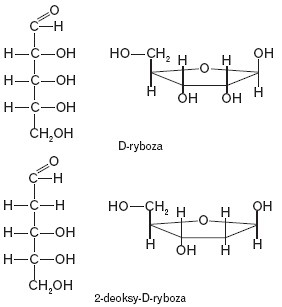 O
C—H
H—C—OH
H—C—OH
H—C—OH
CH₂OH
HO—CH₂ H H OH
O
H OH OH H
D-ryboza
O
C—H
H—C—H
H—C—OH
H—C—OH
CH₂OH
HO—CH₂ H H OH
O
H OH H H
2-deoksy-D-ryboza